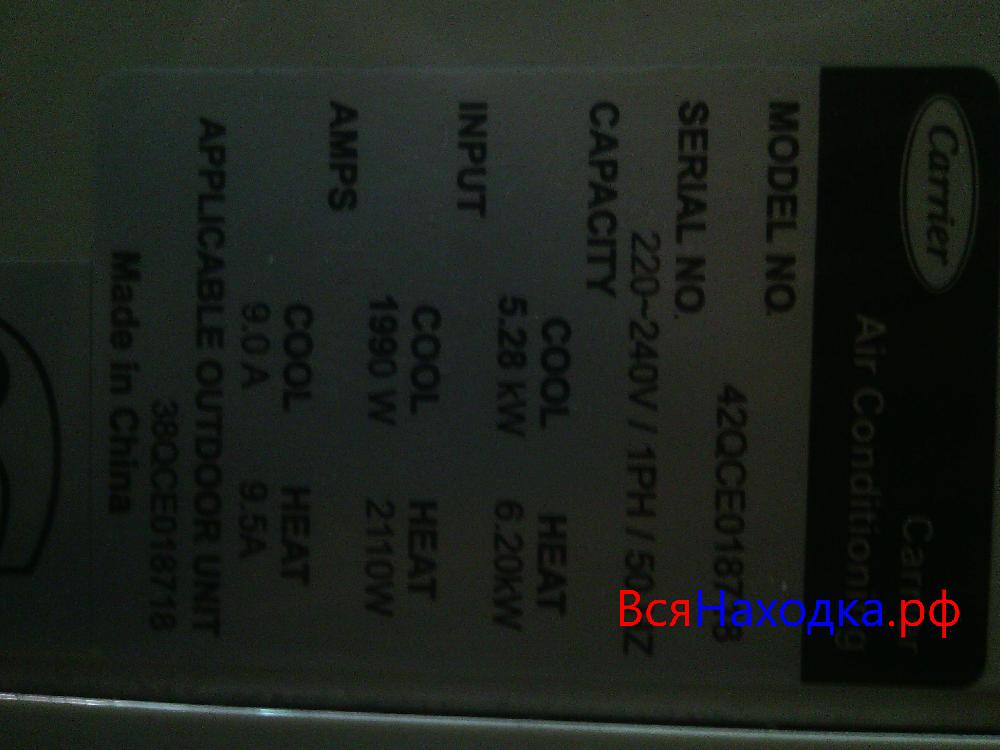 Carrier
Carrier
Air Conditioning
MODEL NO.
42QCE018718
SERIAL NO.
220~240V / 1PH / 50HZ
CAPACITY
COOL HEAT
5.28 kW 6.20kW
INPUT
COOL HEAT
1990 W 2110W
AMPS
COOL HEAT
9.0 A 9.5A
APPLICABLE OUTDOOR UNIT
38QCE018718
Made in China
ВсяНаходка.рф